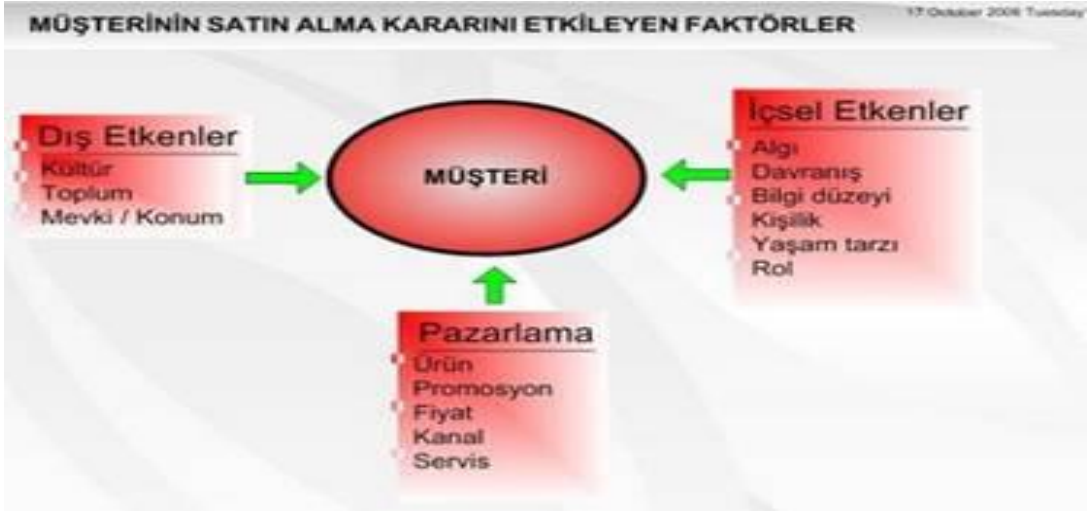 MÜŞTERİNİN SATIN ALMA KARARINI ETKİLEYEN FAKTÖRLER
17 October 2006 Tuesday
Dış Etkenler
Kültür
Toplum
Mevki / Konum
MÜŞTERİ
İçsel Etkenler
Algı
Davranış
Bilgi düzeyi
Kişilik
Yaşam tarzı
Rol
Pazarlama
Ürün
Promosyon
Fiyat
Kanal
Servis